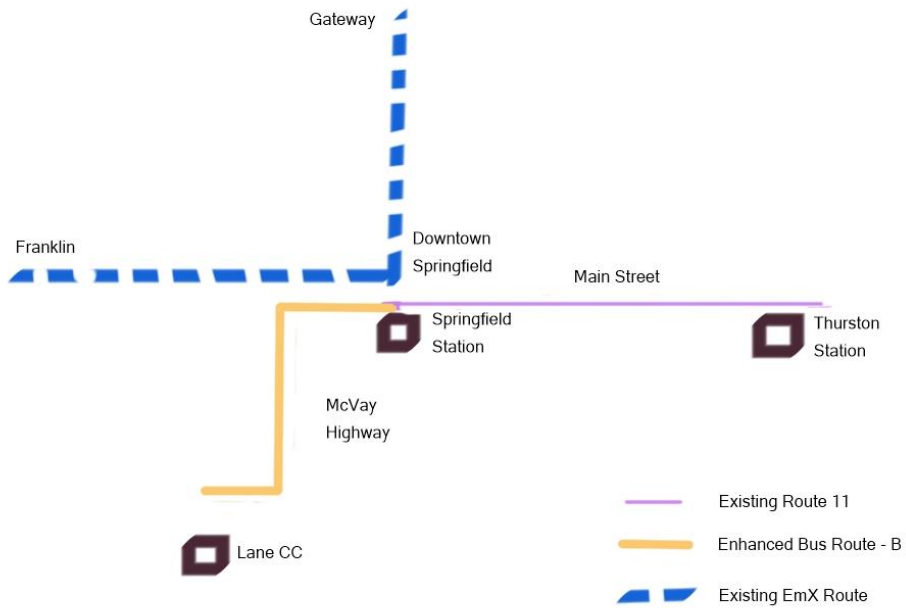 Gateway
Franklin
Downtown
Springfield
Main Street
Springfield
Station
Thurston
Station
McVay
Highway
Lane CC
Existing Route 11
Enhanced Bus Route - B
Existing EmX Route